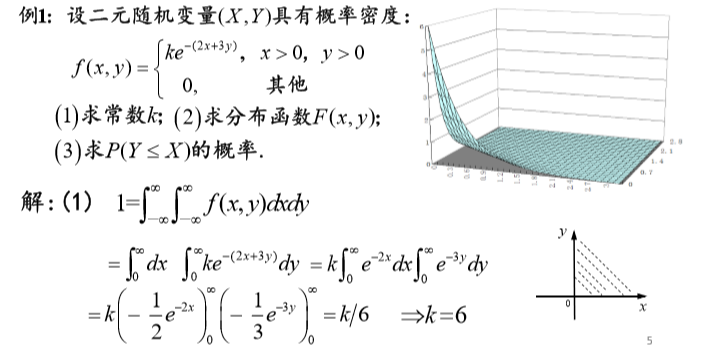 例1: 设二元随机变量(X,Y)具有概率密度:
f(x,y)={ke^{-(2x+3y)}, x>0, y>0
0, 其他
(1)求常数k; (2)求分布函数F(x,y);
(3)求P(Y≤X)的概率.
解:(1) 1=∫_{-∞}^{∞}∫_{-∞}^{∞}f(x,y)dxdy
=∫_0^∞dx ∫_0^∞ke^{-(2x+3y)}dy =k∫_0^∞e^{-2x}dx∫_0^∞e^{-3y}dy
=k(-1/2 e^{-2x})_0^∞(-1/3 e^{-3y})_0^∞=k/6 ⇒k=6
y
0
x
5